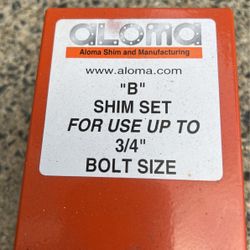 aloma
Aloma Shim and Manufacturing
www.aloma.com
"B"
SHIM SET
FOR USE UP TO
3/4"
BOLT SIZE